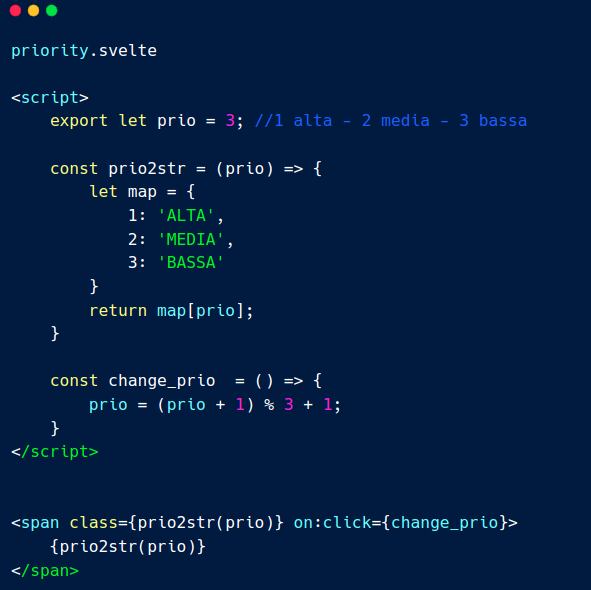 priority.svelte
<script>
export let prio = 3; //1 alta - 2 media - 3 bassa
const prio2str = (prio) => {
let map = {
1: 'ALTA',
2: 'MEDIA',
3: 'BASSA'
}
return map[prio];
}
const change_prio  = () => {
prio = (prio + 1) % 3 + 1;
}
</script>
<span class={prio2str(prio)} on:click={change_prio}>
{prio2str(prio)}
</span>